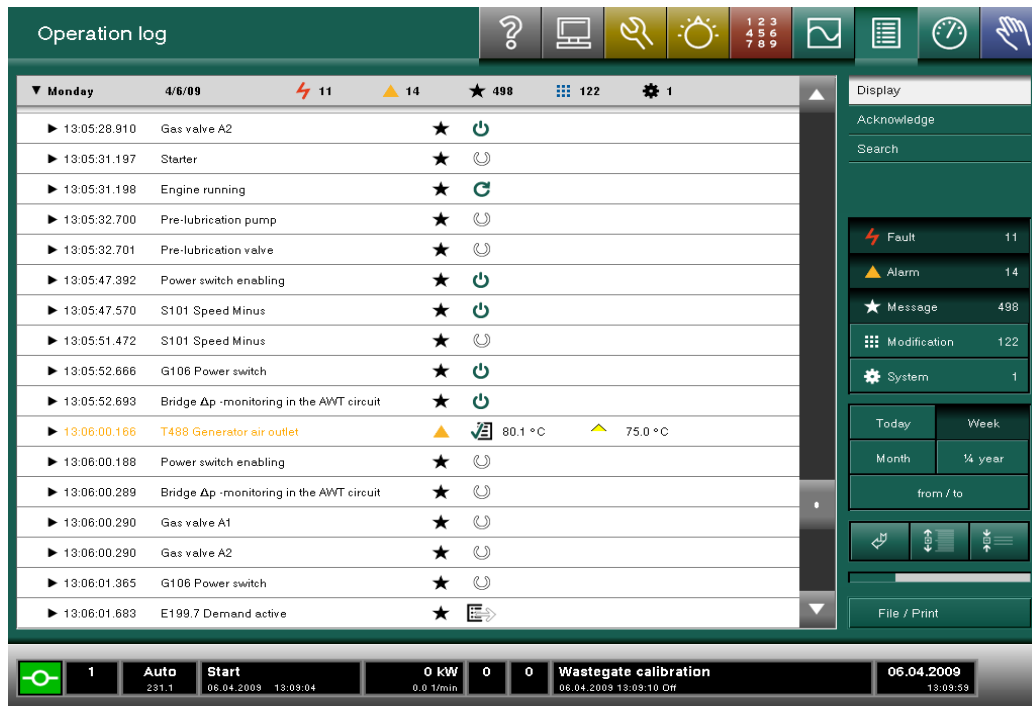 Operation log
?
1 2 3
4 5 6
7 8 9
▼ Monday 4/6/09 11 14 498 122 1
▶ 13:05:28.910 Gas valve A2
▶ 13:05:31.197 Starter
▶ 13:05:31.198 Engine running
▶ 13:05:32.700 Pre-lubrication pump
▶ 13:05:32.701 Pre-lubrication valve
▶ 13:05:47.392 Power switch enabling
▶ 13:05:47.570 S101 Speed Minus
▶ 13:05:51.472 S101 Speed Minus
▶ 13:05:52.666 G106 Power switch
▶ 13:05:52.693 Bridge Δp -monitoring in the AWT circuit
▶ 13:06:00.166 T488 Generator air outlet 80.1 °C 75.0 °C
▶ 13:06:00.188 Power switch enabling
▶ 13:06:00.289 Bridge Δp -monitoring in the AWT circuit
▶ 13:06:00.290 Gas valve A1
▶ 13:06:00.290 Gas valve A2
▶ 13:06:01.365 G106 Power switch
▶ 13:06:01.683 E199.7 Demand active
Display
Acknowledge
Search
Fault 11
Alarm 14
Message 498
Modification 122
System 1
Today Week
Month ¼ year
from / to
File / Print
1
Auto
231.1
Start
06.04.2009 13:09:04
0 kW
0.0 1/min
0
0
Wastegate calibration
06.04.2009 13:09:10 Off
06.04.2009
13:09:59